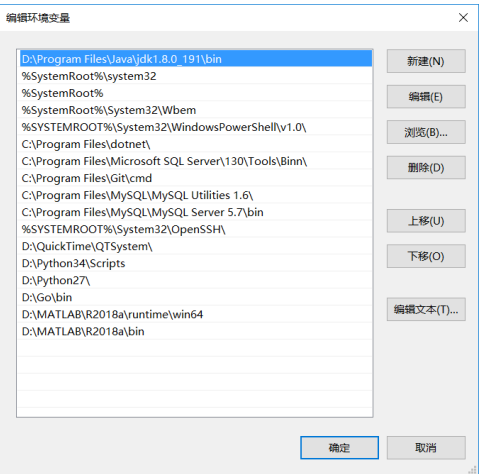 编辑环境变量
D:\Program Files\Java\jdk1.8.0_191\bin
%SystemRoot%\system32
%SystemRoot%
%SystemRoot%\System32\Wbem
%SYSTEMROOT%\System32\WindowsPowerShell\v1.0\
C:\Program Files\dotnet\
C:\Program Files\Microsoft SQL Server\130\Tools\Binn\
C:\Program Files\Git\cmd
C:\Program Files\MySQL\MySQL Utilities 1.6\
C:\Program Files\MySQL\MySQL Server 5.7\bin
%SYSTEMROOT%\System32\OpenSSH\
D:\QuickTime\QTSystem\
D:\Python34\Scripts
D:\Python27\
D:\Go\bin
D:\MATLAB\R2018a\runtime\win64
D:\MATLAB\R2018a\bin
新建(N)
编辑(E)
浏览(B)...
删除(D)
上移(U)
下移(O)
编辑文本(T)...
确定
取消